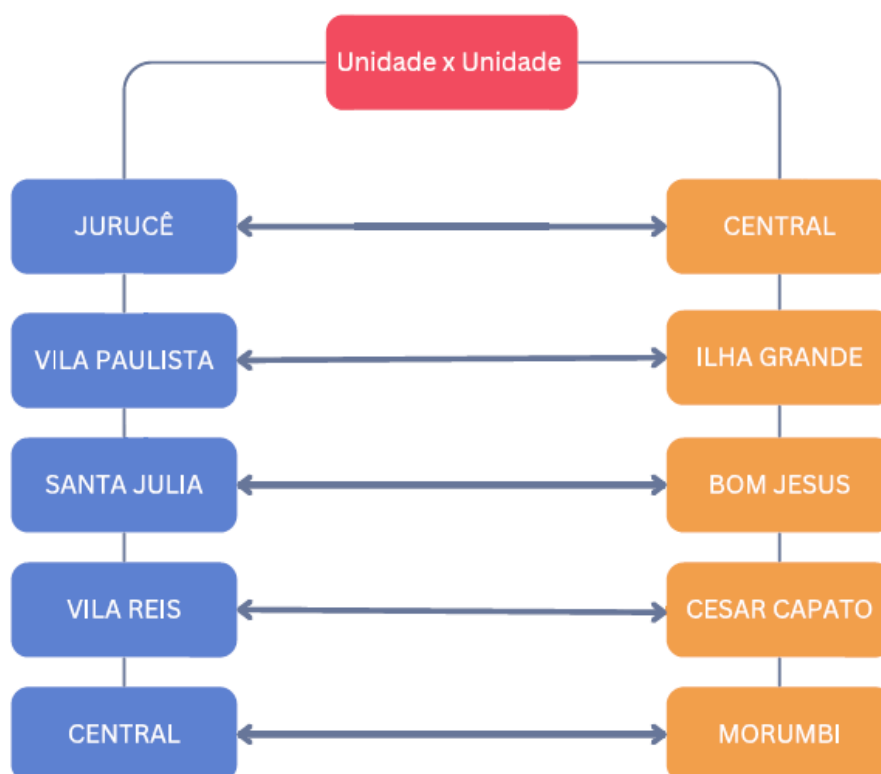 Unidade x Unidade
JURUCÊ
CENTRAL
VILA PAULISTA
ILHA GRANDE
SANTA JULIA
BOM JESUS
VILA REIS
CESAR CAPATO
CENTRAL
MORUMBI